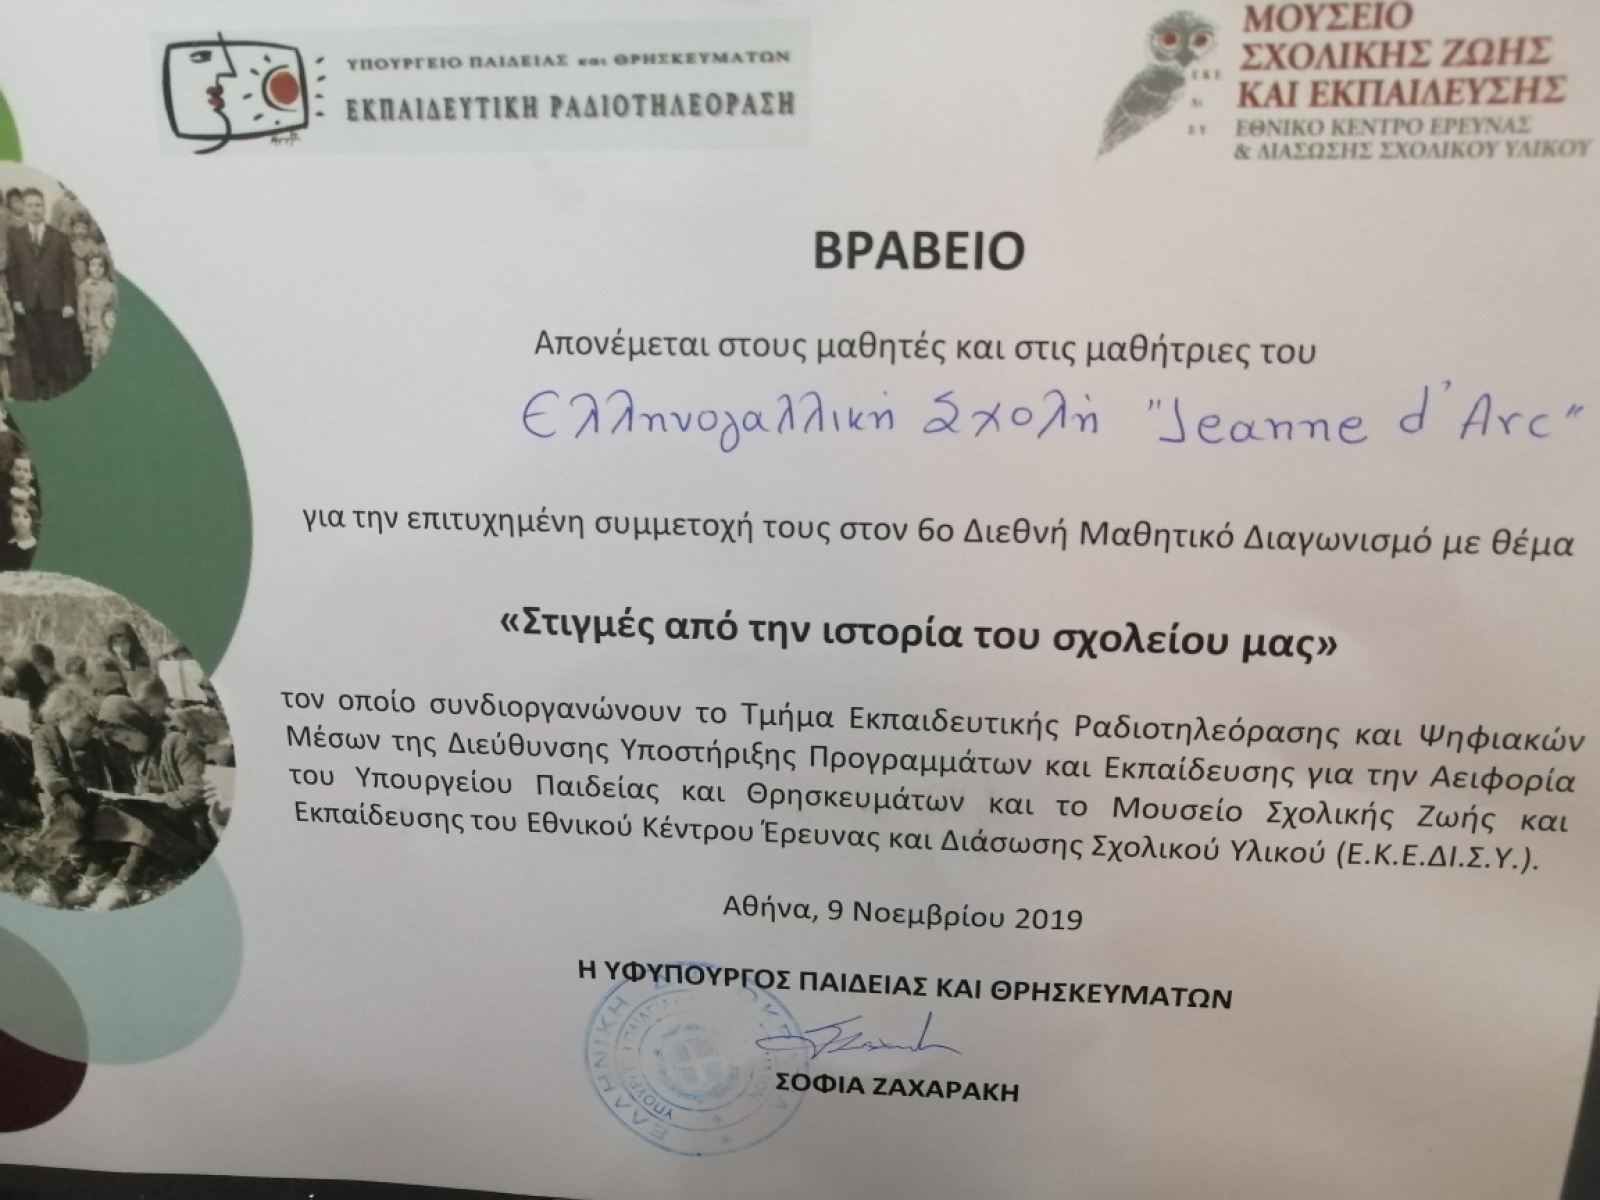 ΥΠΟΥΡΓΕΙΟ ΠΑΙΔΕΙΑΣ και ΘΡΗΣΚΕΥΜΑΤΩΝ
ΕΚΠΑΙΔΕΥΤΙΚΗ ΡΑΔΙΟΤΗΛΕΟΡΑΣΗ
ΜΟΥΣΕΙΟ
ΣΧΟΛΙΚΗΣ ΖΩΗΣ
ΚΑΙ ΕΚΠΑΙΔΕΥΣΗΣ
ΕΘΝΙΚΟ ΚΕΝΤΡΟ ΕΡΕΥΝΑΣ
& ΔΙΑΣΩΣΗΣ ΣΧΟΛΙΚΟΥ ΥΛΙΚΟΥ
ΕΚΕ
ΔΙ
ΣΥ
ΒΡΑΒΕΙΟ
Απονέμεται στους μαθητές και στις μαθήτριες του
Ελληνογαλλική Σχολή "Jeanne d'Arc"
για την επιτυχημένη συμμετοχή τους στον 6ο Διεθνή Μαθητικό Διαγωνισμό με θέμα
«Στιγμές από την ιστορία του σχολείου μας»
τον οποίο συνδιοργανώνουν το Τμήμα Εκπαιδευτικής Ραδιοτηλεόρασης και Ψηφιακών
Μέσων της Διεύθυνσης Υποστήριξης Προγραμμάτων και Εκπαίδευσης για την Αειφορία
του Υπουργείου Παιδείας και Θρησκευμάτων και το Μουσείο Σχολικής Ζωής και
Εκπαίδευσης του Εθνικού Κέντρου Έρευνας και Διάσωσης Σχολικού Υλικού (Ε.Κ.Ε.ΔΙ.Σ.Υ.).
Αθήνα, 9 Νοεμβρίου 2019
Η ΥΦΥΠΟΥΡΓΟΣ ΠΑΙΔΕΙΑΣ ΚΑΙ ΘΡΗΣΚΕΥΜΑΤΩΝ
ΕΛΛΗΝΙΚΗ
ΣΟΦΙΑ ΖΑΧΑΡΑΚΗ